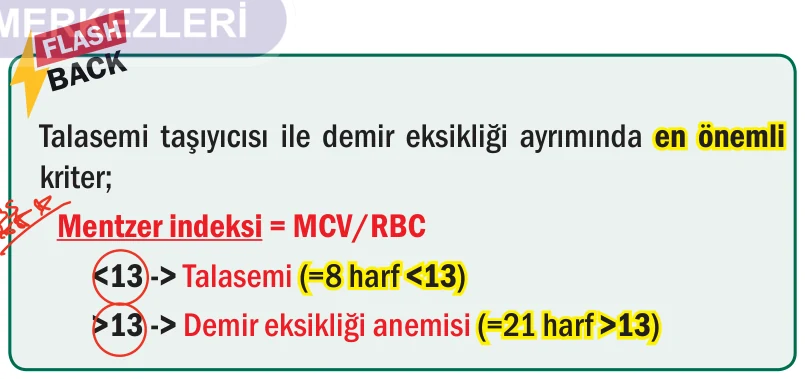 MERKEZLERİ
FLASH
BACK
Talasemi taşıyıcısı ile demir eksikliği ayrımında en önemli
kriter;
Mentzer indeksi = MCV/RBC
<13 -> Talasemi (=8 harf <13)
>13 -> Demir eksikliği anemisi (=21 harf >13)